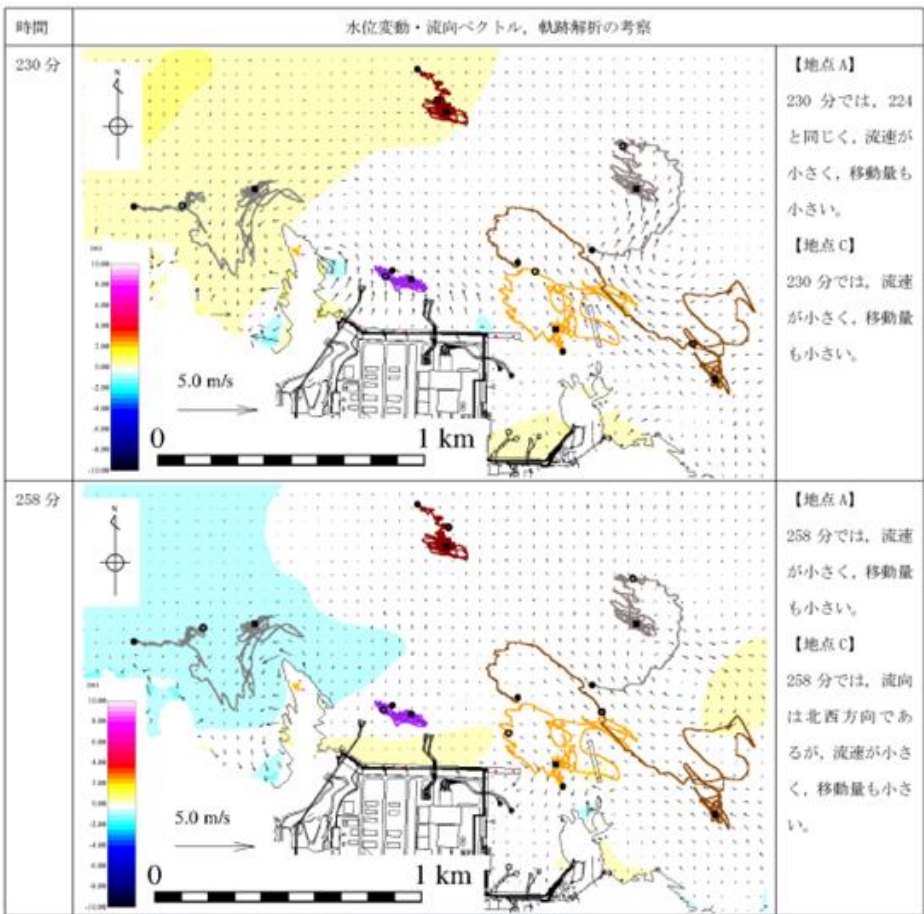 時間
水位変動・流向ベクトル，軌跡解析の考察
230 分
N
10.00
5.0 m/s
0
1 km
【地点 A】
230 分では，224
と同じく，流速が
小さく，移動量も
小さい。
【地点 C】
230 分では，流速
が小さく，移動量
も小さい。
258 分
N
10.00
5.0 m/s
0
1 km
【地点 A】
258 分では，流速
が小さく，移動量
も小さい。
【地点 C】
258 分では，流向
は北西方向であ
るが，流速が小さ
く，移動量も小さ
い。